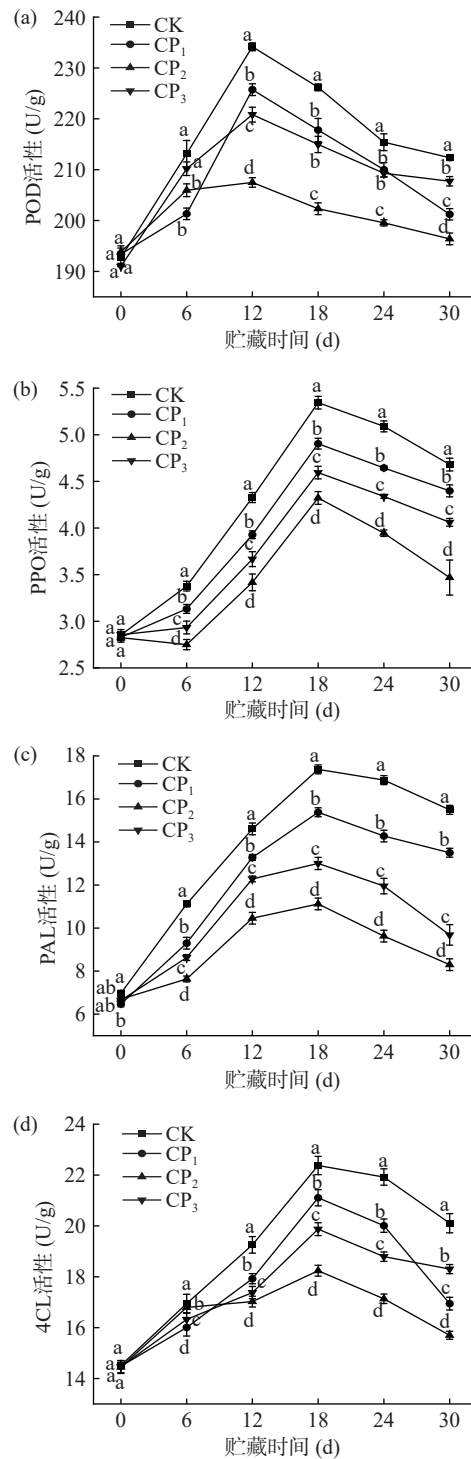 (a)
240
230
220
210
200
190
POD活性 (U/g)
CK
CP₁
CP₂
CP₃
a a a a
a a b b
a b c d
a a c b b a
a b b c b d
a b b c d
0 6 12 18 24 30
贮藏时间 (d)
(b)
5.5
5.0
4.5
4.0
3.5
3.0
2.5
PPO活性 (U/g)
CK
CP₁
CP₂
CP₃
a a a
a b c d
a b c d
a b c d
a b c d
a b c d
0 6 12 18 24 30
贮藏时间 (d)
(c)
18
16
14
12
10
8
6
PAL活性 (U/g)
CK
CP₁
CP₂
CP₃
a ab ab b
a b c d
a b c d
a b c d
a b c d
a b c d
0 6 12 18 24 30
贮藏时间 (d)
(d)
24
22
20
18
16
14
4CL活性 (U/g)
CK
CP₁
CP₂
CP₃
a a a a
a b c d
a b c d
a b c d
a b c d
a b c d
0 6 12 18 24 30
贮藏时间 (d)